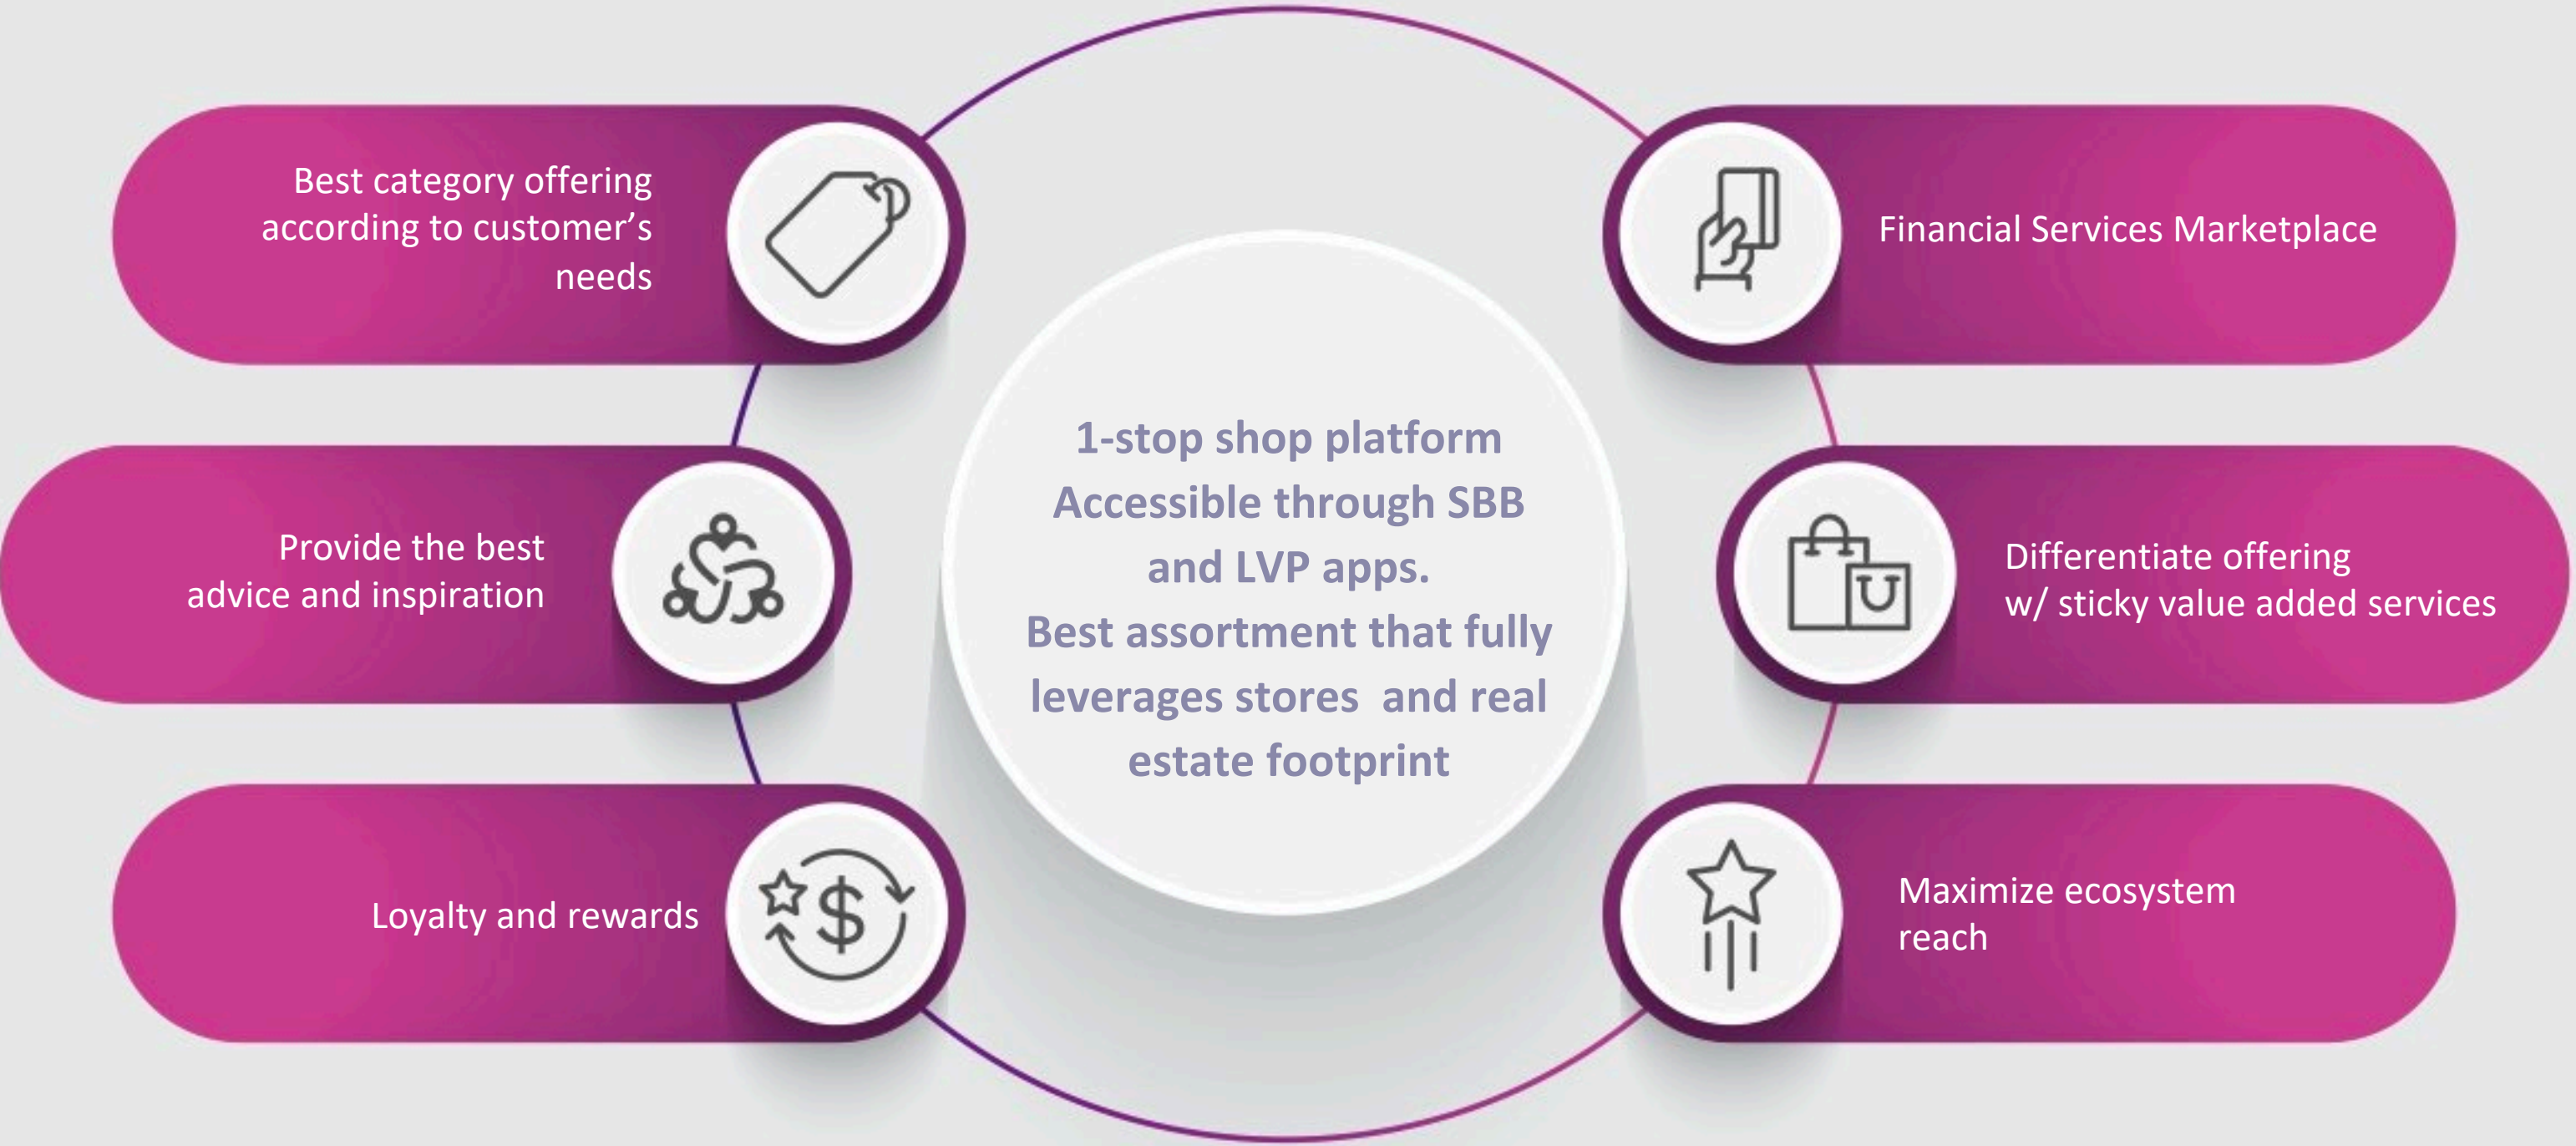 Best category offering
according to customer’s
needs
Provide the best
advice and inspiration
Loyalty and rewards
1-stop shop platform
Accessible through SBB
and LVP apps.
Best assortment that fully
leverages stores  and real
estate footprint
Financial Services Marketplace
Differentiate offering
w/ sticky value added services
Maximize ecosystem
reach